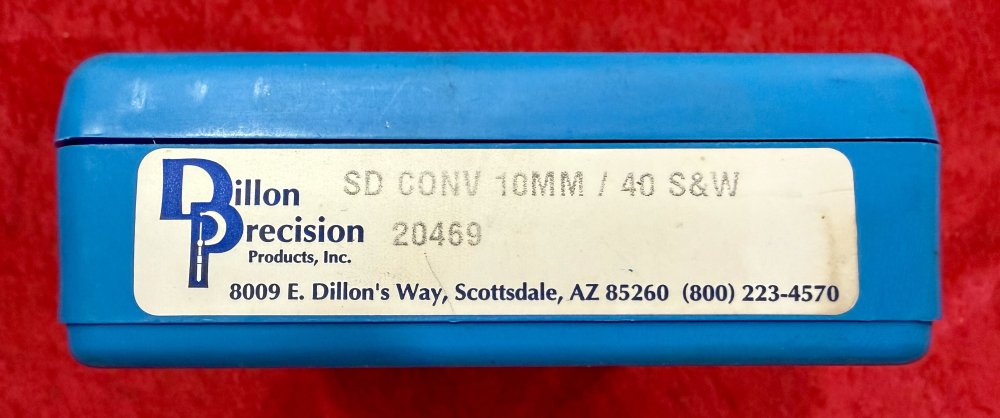 Dillon SD CONV 10MM / 40 S&W
Precision 20469
Products, Inc.
8009 E. Dillon's Way, Scottsdale, AZ 85260 (800) 223-4570